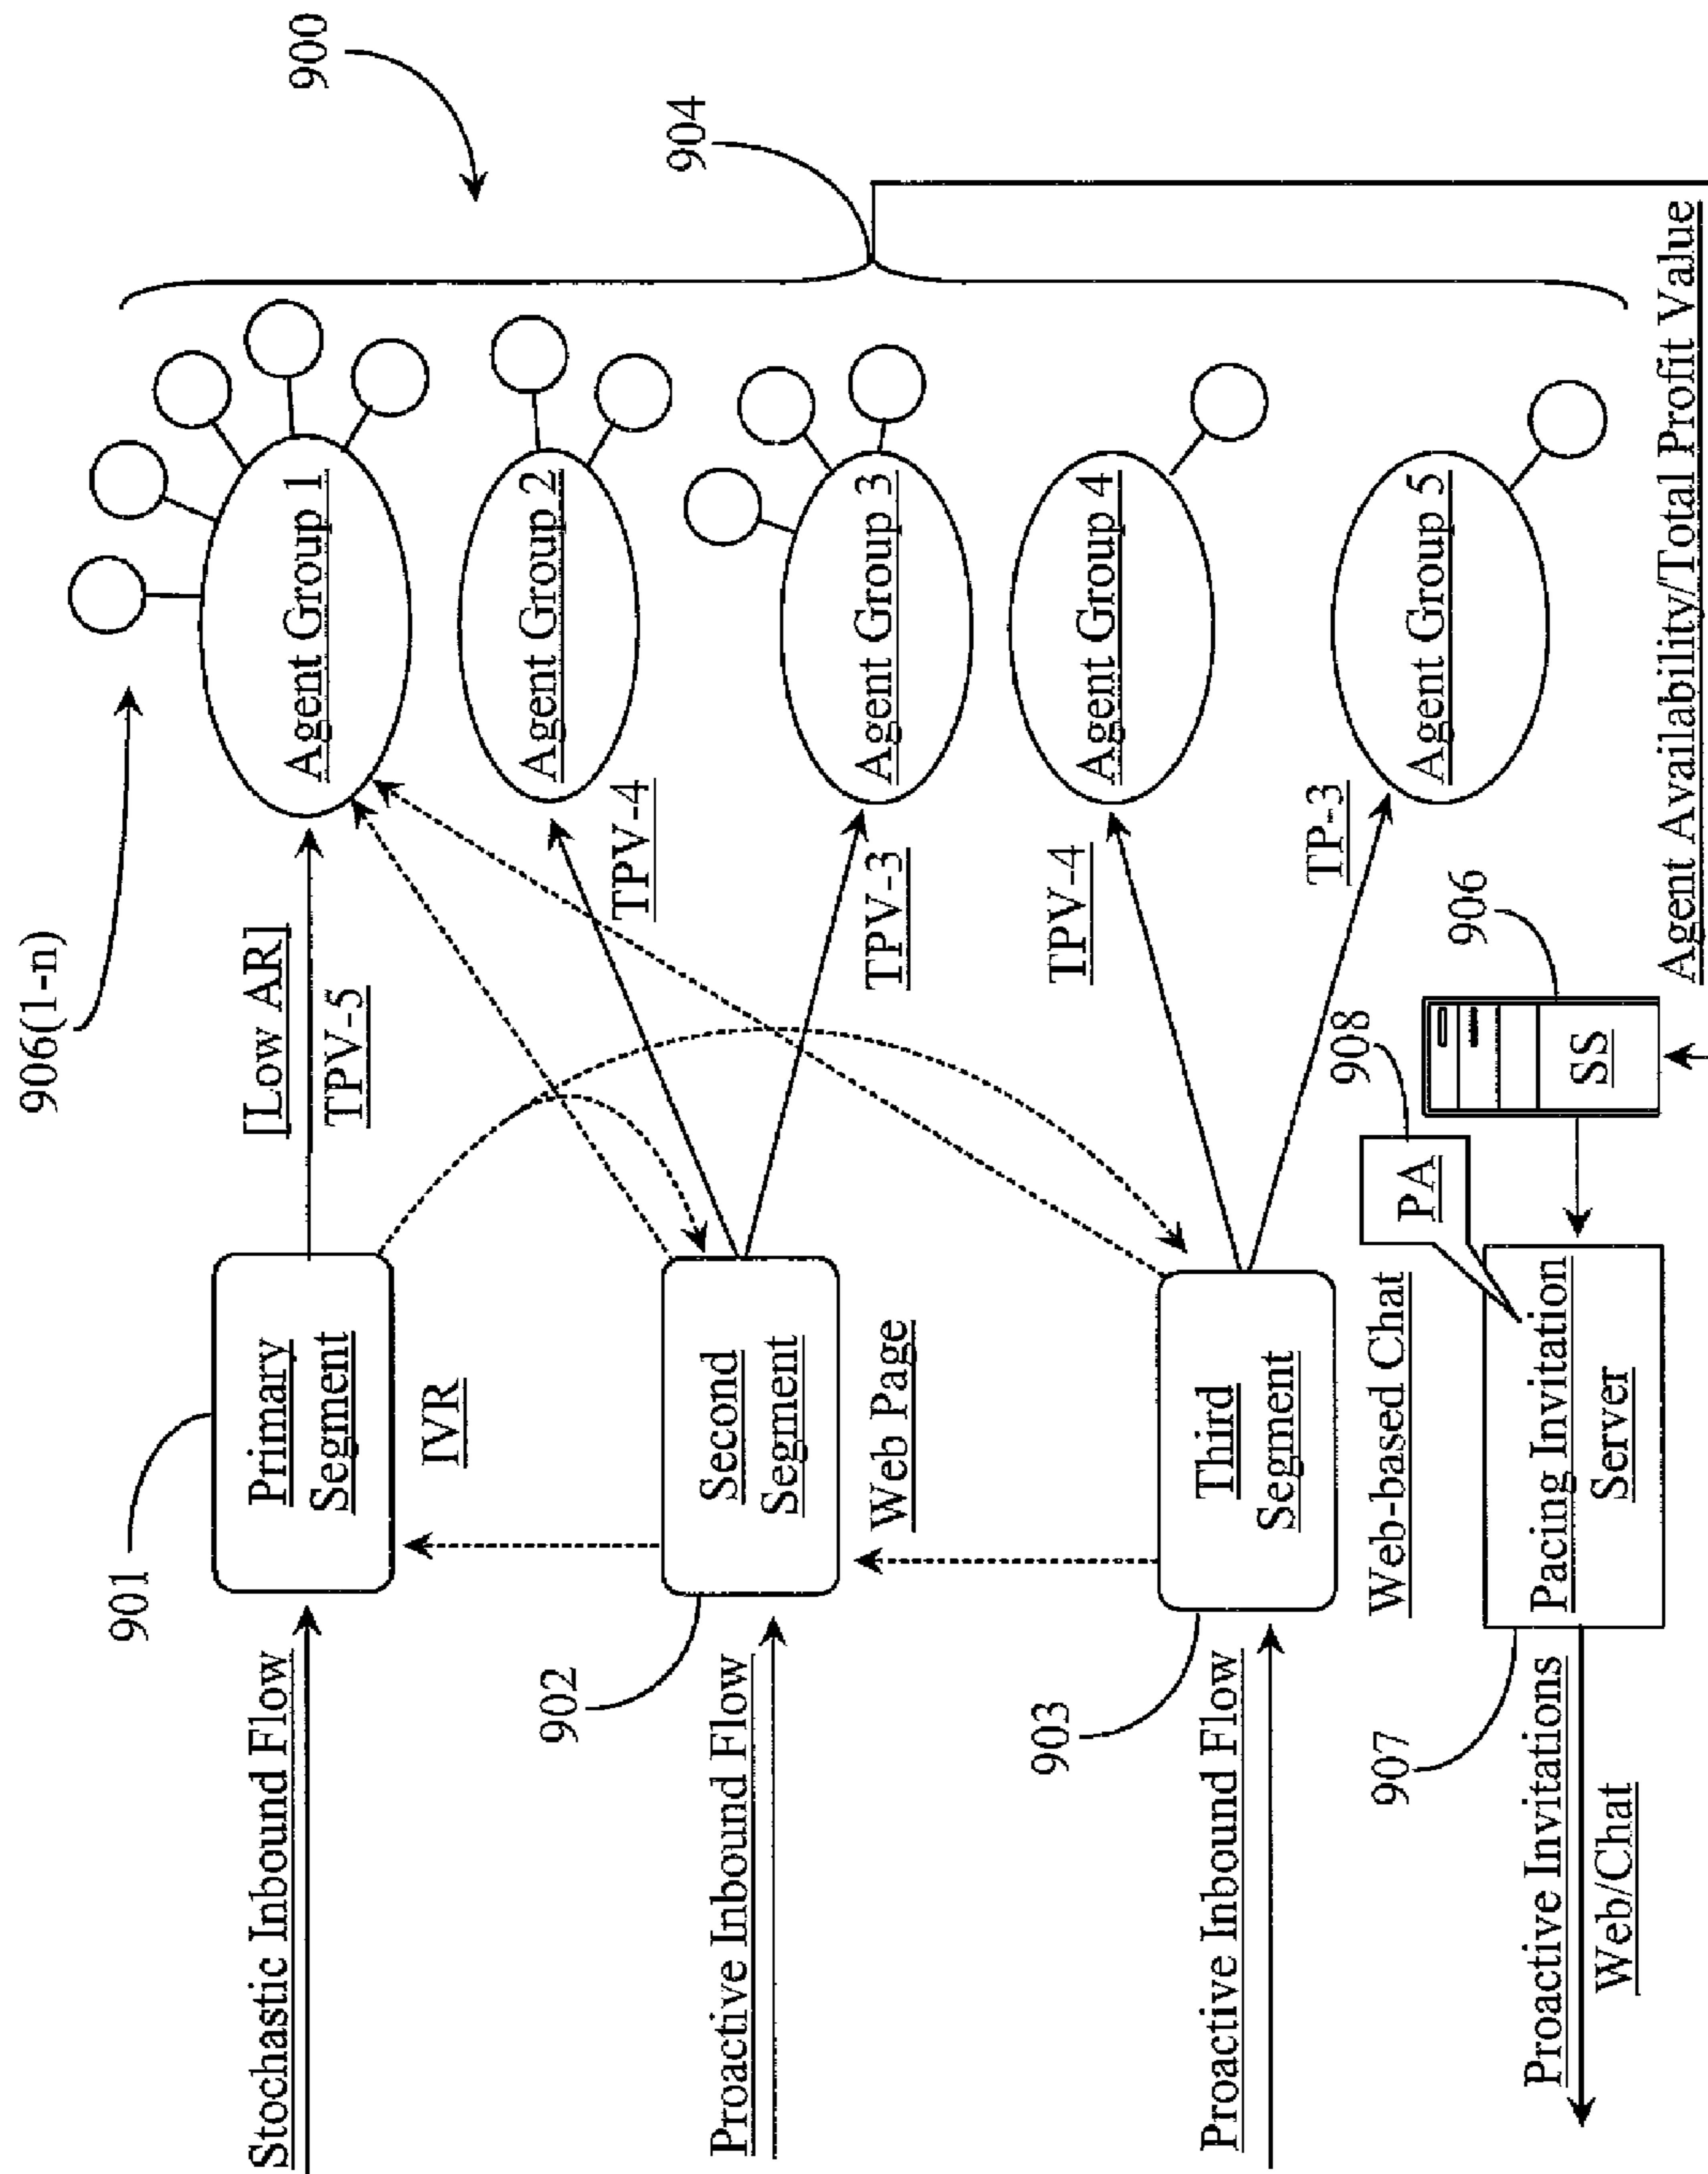 900
906(1-n)
904
Stochastic Inbound Flow
901
Primary
Segment
IVR
[Low AR]
TPV-5
Agent Group 1
Agent Group 2
TPV-4
902
Proactive Inbound Flow
Second
Segment
Web Page
TPV-3
Agent Group 3
TPV-4
Agent Group 4
903
Proactive Inbound Flow
Third
Segment
Web-based Chat
TP-3
Agent Group 5
907
Proactive Invitations
Web/Chat
Pacing Invitation
Server
PA
908
SS
906
Agent Availability/Total Profit Value